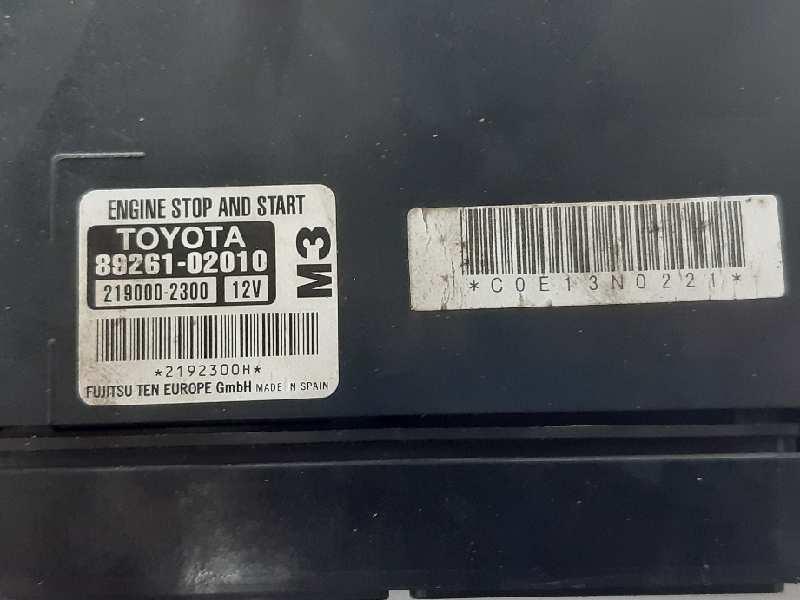 ENGINE STOP AND START
TOYOTA
89261-02010
219000-2300 12V
M3
*2192300H*
FUJITSU TEN EUROPE GmbH MADE IN SPAIN
*C0E13N0221*